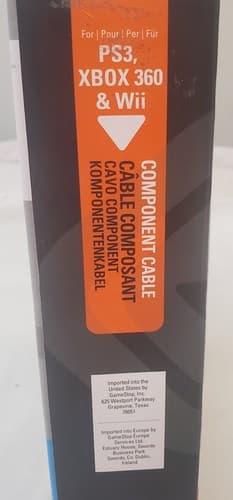 For | Pour | Per | Für
PS3,
XBOX 360
& Wii
COMPONENT CABLE
CÂBLE COMPOSANT
CAVO COMPONENT
KOMPONENTENKABEL
Imported into the
United States by
GameStop, Inc.
625 Westport Parkway
Grapevine, Texas
76051
Imported into Europe by
GameStop Europe
Services Ltd.
Estuary House, Swords
Business Park
Swords, Co. Dublin,
Ireland